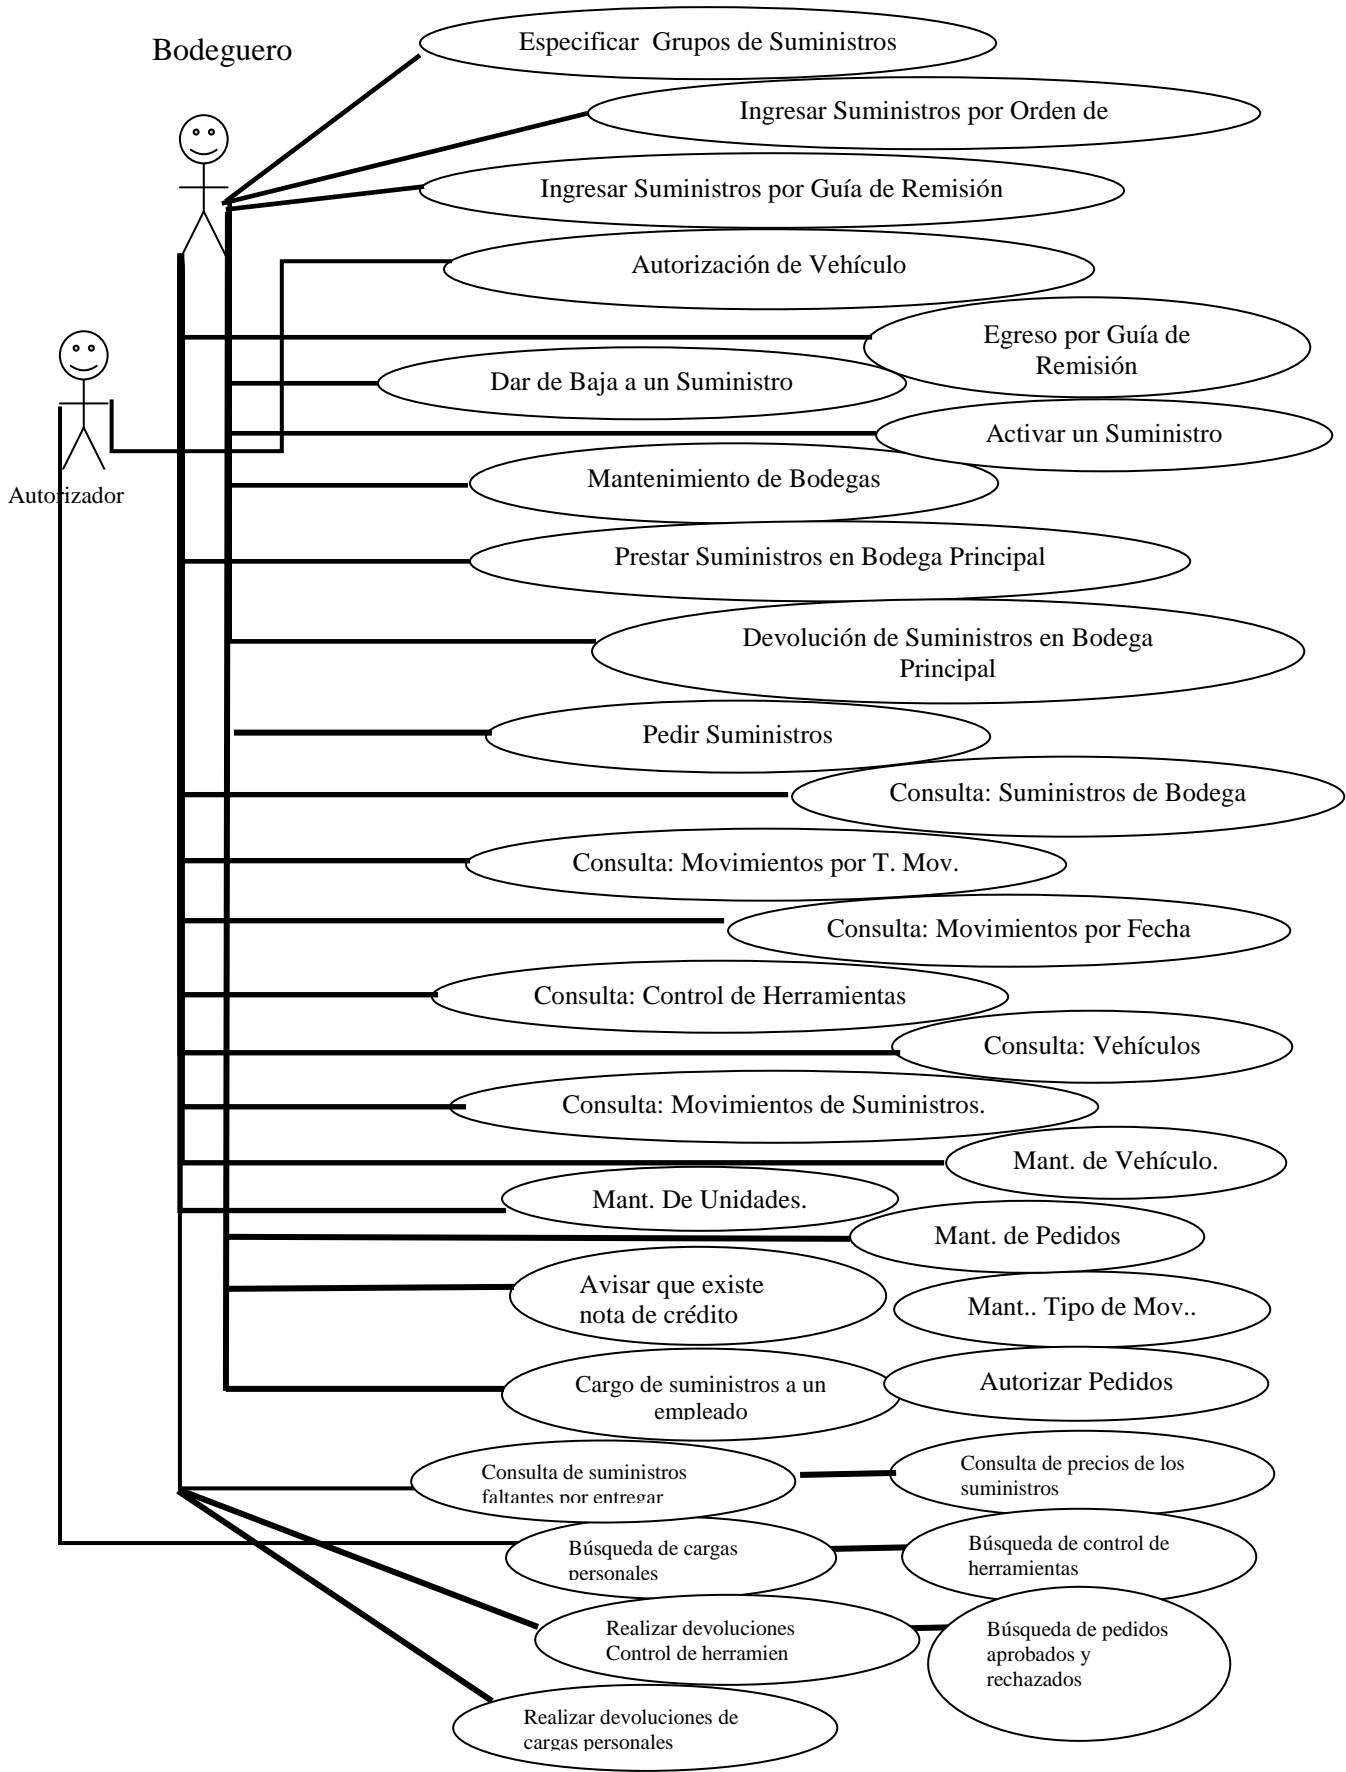 Bodeguero
Especificar Grupos de Suministros
Ingresar Suministros por Orden de
Ingresar Suministros por Guía de Remisión
Autorización de Vehículo
Egreso por Guía de
Remisión
Dar de Baja a un Suministro
Activar un Suministro
Mantenimiento de Bodegas
Autorizador
Prestar Suministros en Bodega Principal
Devolución de Suministros en Bodega
Principal
Pedir Suministros
Consulta: Suministros de Bodega
Consulta: Movimientos por T. Mov.
Consulta: Movimientos por Fecha
Consulta: Control de Herramientas
Consulta: Vehículos
Consulta: Movimientos de Suministros.
Mant. de Vehículo.
Mant. De Unidades.
Mant. de Pedidos
Avisar que existe
nota de crédito
Mant.. Tipo de Mov..
Cargo de suministros a un
empleado
Autorizar Pedidos
Consulta de suministros
faltantes por entregar
Consulta de precios de los
suministros
Búsqueda de cargas
personales
Búsqueda de control de
herramientas
Realizar devoluciones
Control de herramien
Búsqueda de pedidos
aprobados y
rechazados
Realizar devoluciones de
cargas personales